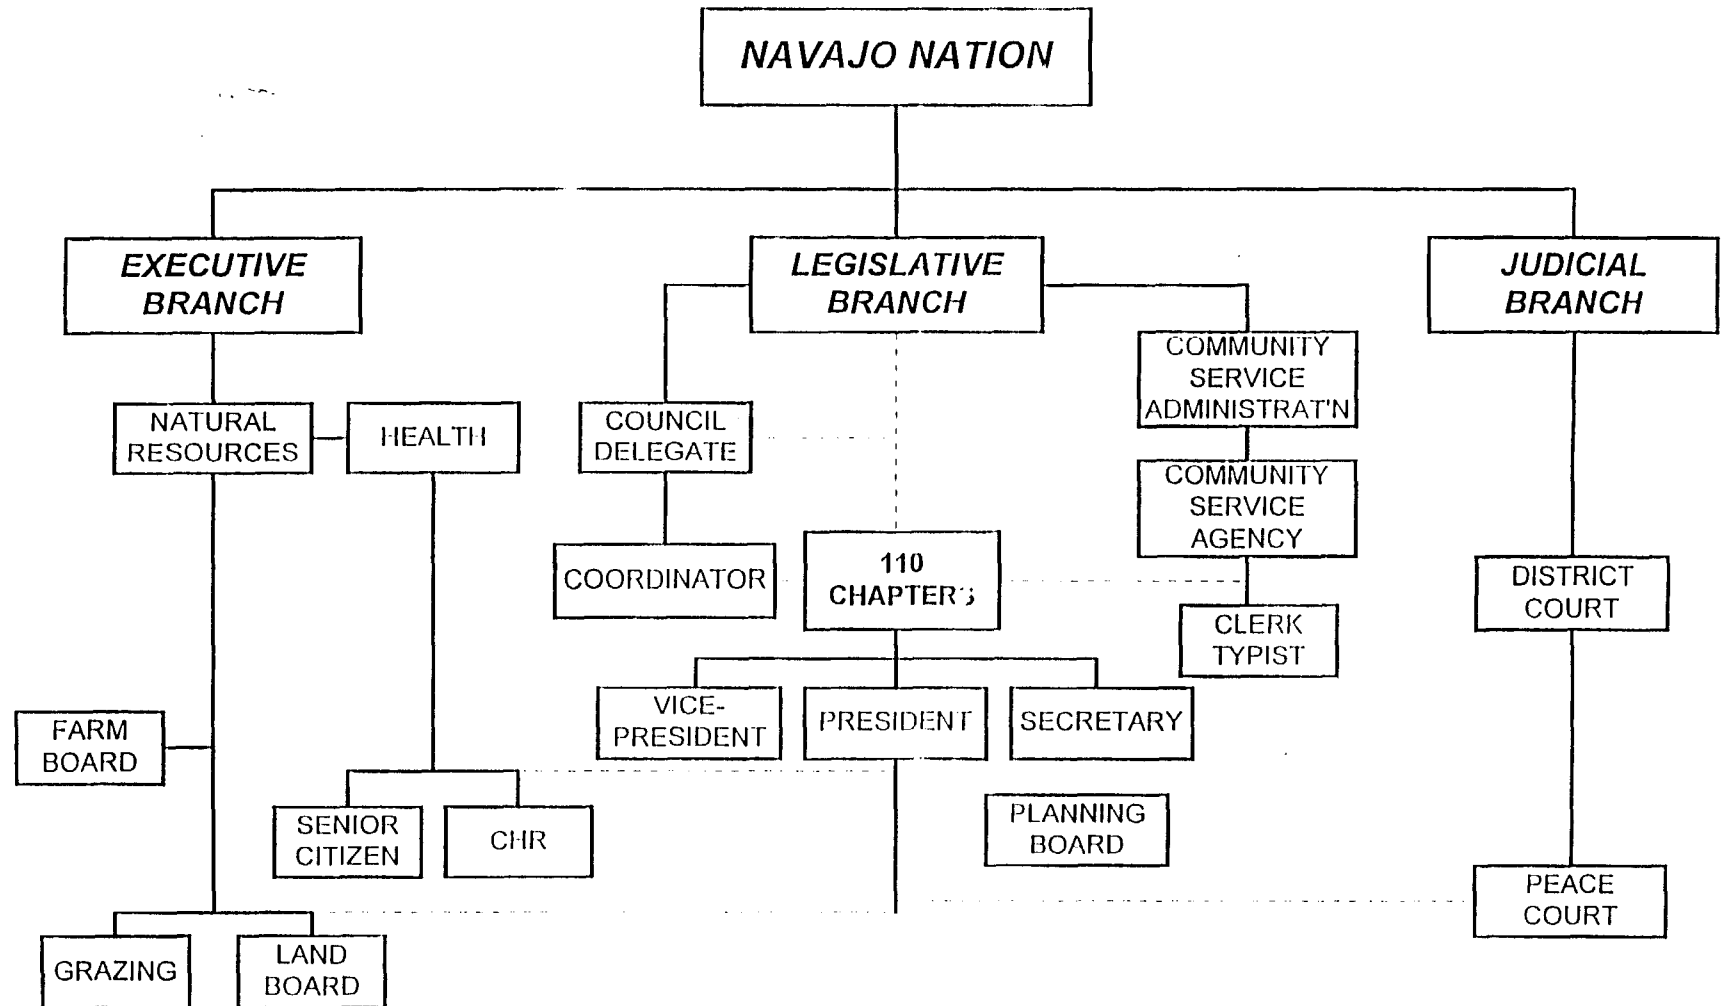 NAVAJO NATION
EXECUTIVE
BRANCH
LEGISLATIVE
BRANCH
JUDICIAL
BRANCH
COMMUNITY
SERVICE
ADMINISTRAT'N
NATURAL
RESOURCES
HEALTH
COUNCIL
DELEGATE
COMMUNITY
SERVICE
AGENCY
COORDINATOR
110
CHAPTERS
DISTRICT
COURT
CLERK
TYPIST
VICE-
PRESIDENT
PRESIDENT
SECRETARY
FARM
BOARD
SENIOR
CITIZEN
CHR
PLANNING
BOARD
PEACE
COURT
GRAZING
LAND
BOARD